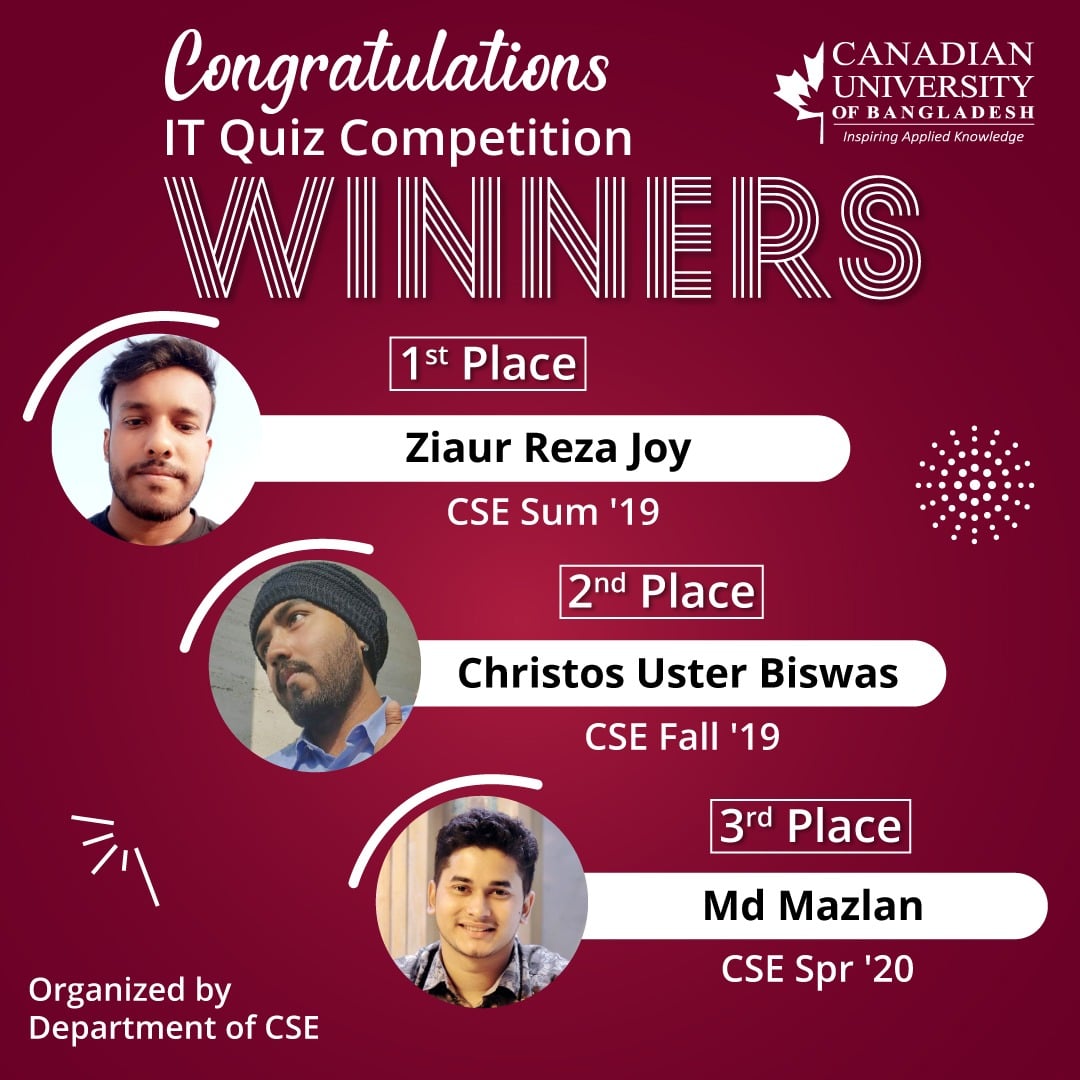 Congratulations
IT Quiz Competition
WINNERS
CANADIAN
UNIVERSITY
OF BANGLADESH
Inspiring Applied Knowledge
1st Place
Ziaur Reza Joy
CSE Sum '19
2nd Place
Christos Uster Biswas
CSE Fall '19
3rd Place
Md Mazlan
CSE Spr '20
Organized by
Department of CSE